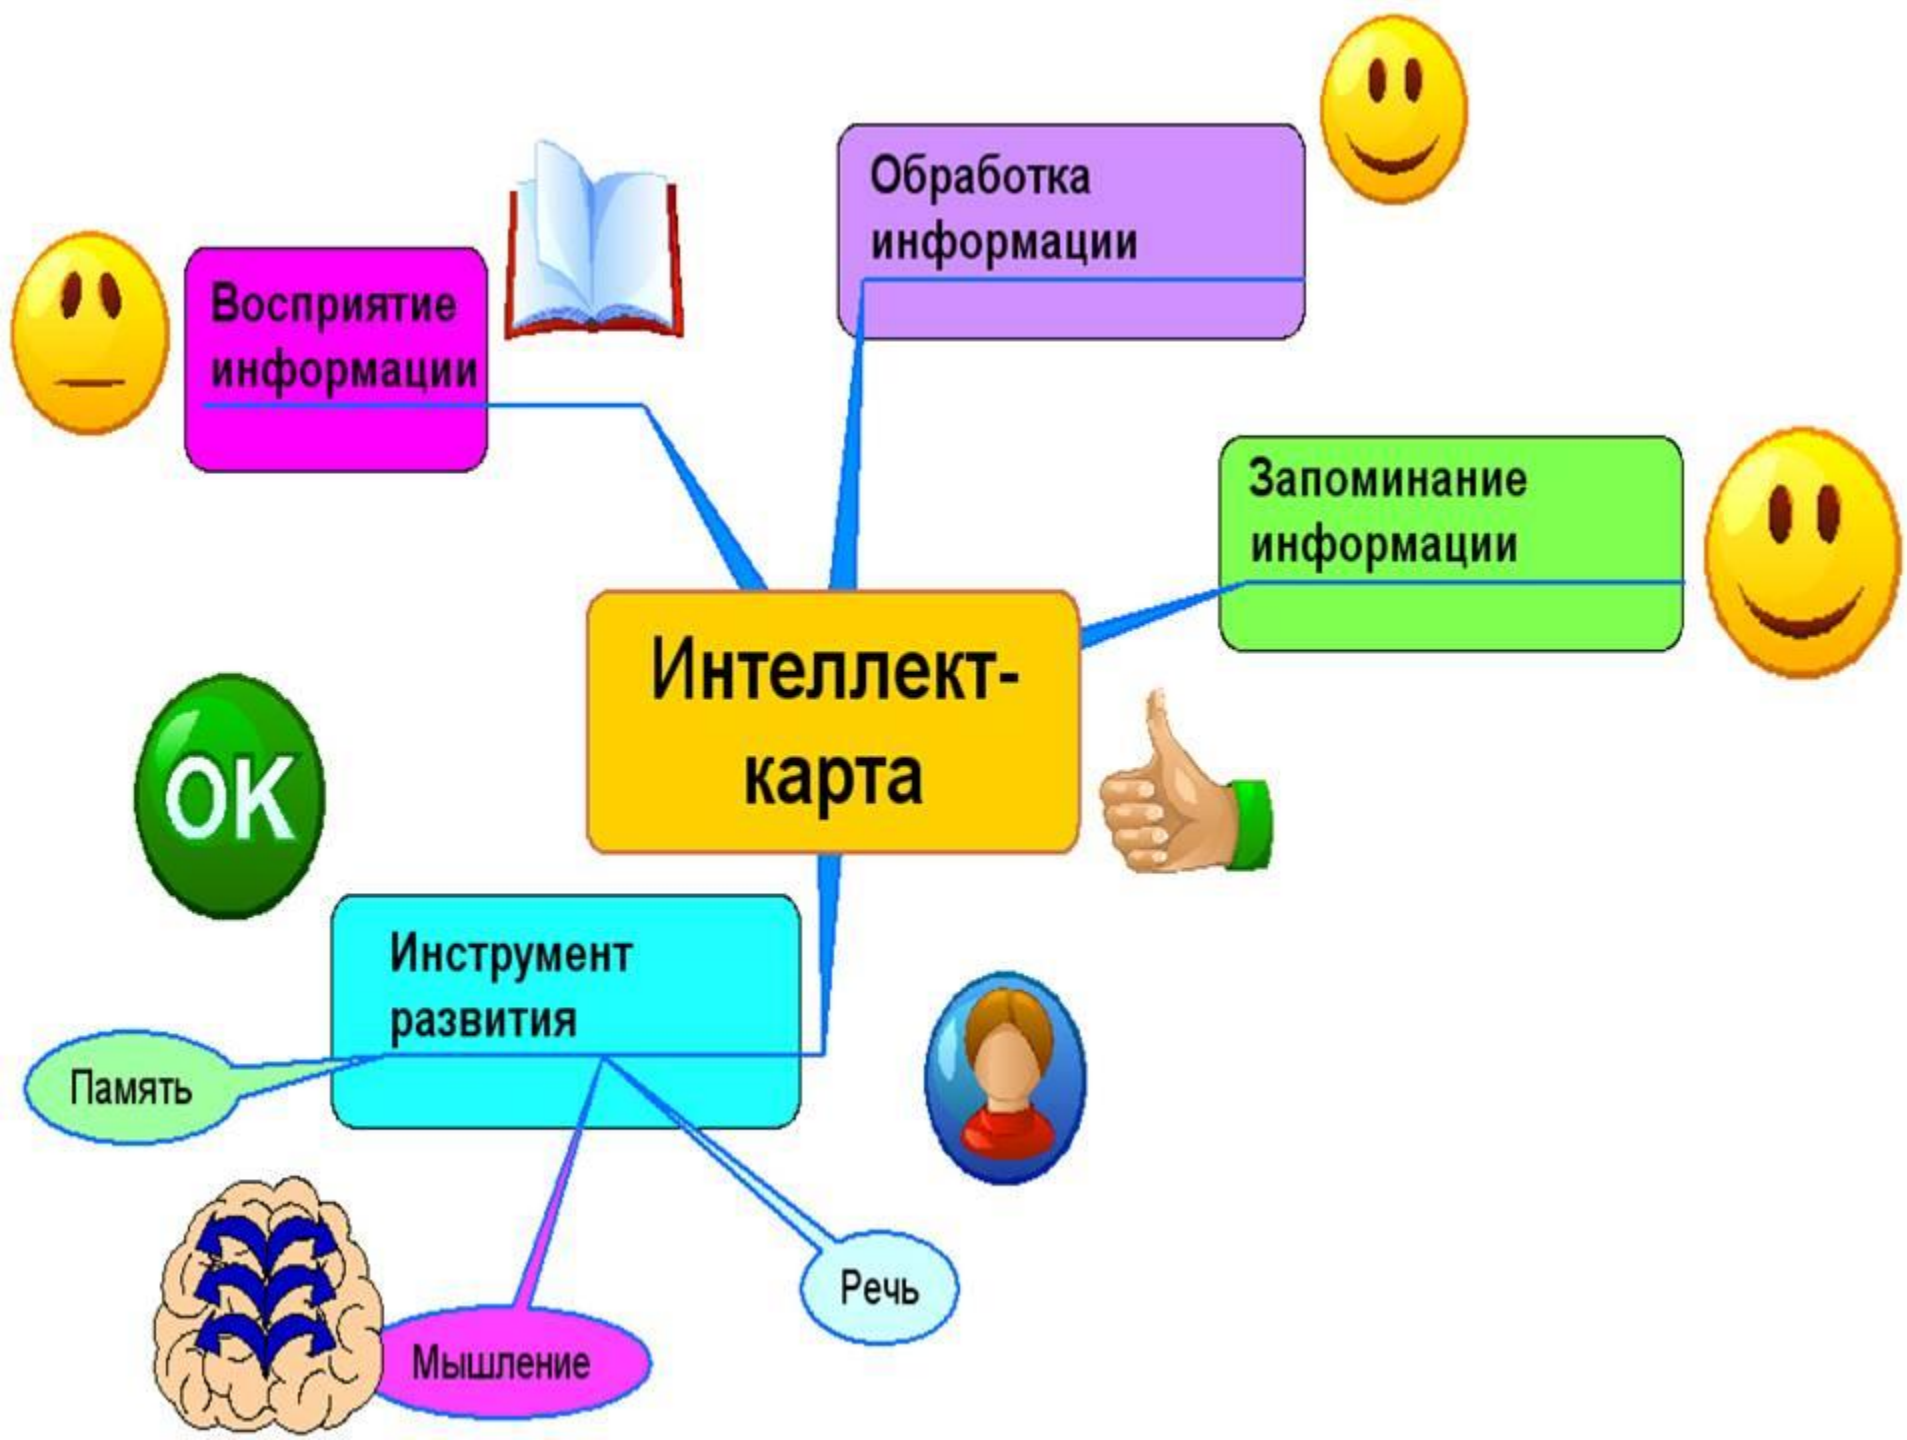 Обработка
информации
Восприятие
информации
Запоминание
информации
Интеллект-
карта
OK
Инструмент
развития
Память
Речь
Мышление